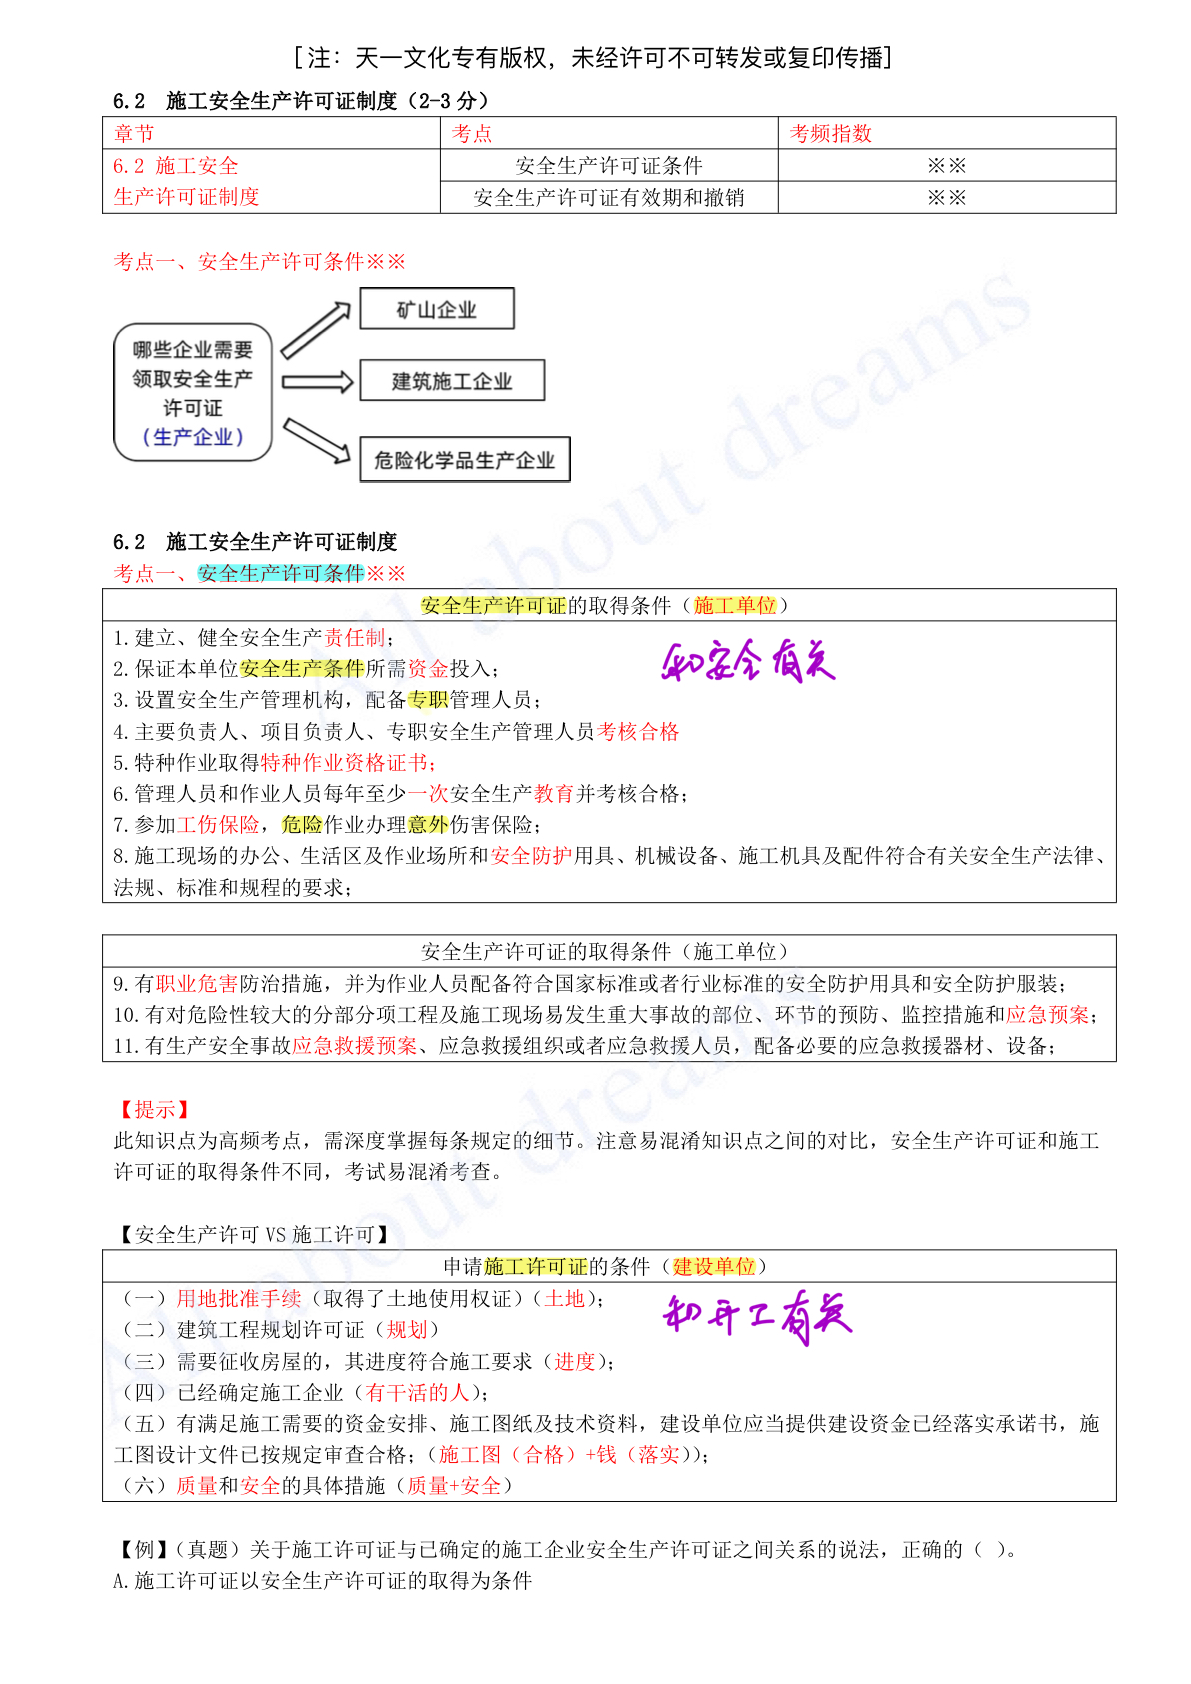 [注：天一文化专有版权，未经许可不可转发或复印传播]
6.2 施工安全生产许可证制度（2-3 分）
章节 考点 考频指数
6.2 施工安全 安全生产许可证条件 ※※
生产许可证制度 安全生产许可证有效期和撤销 ※※
考点一、安全生产许可条件※※
矿山企业
哪些企业需要
领取安全生产
许可证
（生产企业）
建筑施工企业
危险化学品生产企业
6.2 施工安全生产许可证制度
考点一、安全生产许可条件※※
安全生产许可证的取得条件（施工单位）
1.建立、健全安全生产责任制；
和安全有关
2.保证本单位安全生产条件所需资金投入；
3.设置安全生产管理机构，配备专职管理人员；
4.主要负责人、项目负责人、专职安全生产管理人员考核合格
5.特种作业取得特种作业资格证书；
6.管理人员和作业人员每年至少一次安全生产教育并考核合格；
7.参加工伤保险，危险作业办理意外伤害保险；
8.施工现场的办公、生活区及作业场所和安全防护用具、机械设备、施工机具及配件符合有关安全生产法律、
法规、标准和规程的要求；
安全生产许可证的取得条件（施工单位）
9.有职业危害防治措施，并为作业人员配备符合国家标准或者行业标准的安全防护用具和安全防护服装；
10.有对危险性较大的分部分项工程及施工现场易发生重大事故的部位、环节的预防、监控措施和应急预案；
11.有生产安全事故应急救援预案、应急救援组织或者应急救援人员，配备必要的应急救援器材、设备；
【提示】
此知识点为高频考点，需深度掌握每条规定的细节。注意易混淆知识点之间的对比，安全生产许可证和施工
许可证的取得条件不同，考试易混淆考查。
【安全生产许可 VS 施工许可】
申请施工许可证的条件（建设单位）
（一）用地批准手续（取得了土地使用权证）（土地）；
和开工有关
（二）建筑工程规划许可证（规划）
（三）需要征收房屋的，其进度符合施工要求（进度）；
（四）已经确定施工企业（有干活的人）；
（五）有满足施工需要的资金安排、施工图纸及技术资料，建设单位应当提供建设资金已经落实承诺书，施
工图设计文件已按规定审查合格；（施工图（合格）+钱（落实））；
（六）质量和安全的具体措施（质量+安全）
【例】（真题）关于施工许可证与已确定的施工企业安全生产许可证之间关系的说法，正确的（ ）。
A.施工许可证以安全生产许可证的取得为条件
All about dreams
All about dreams